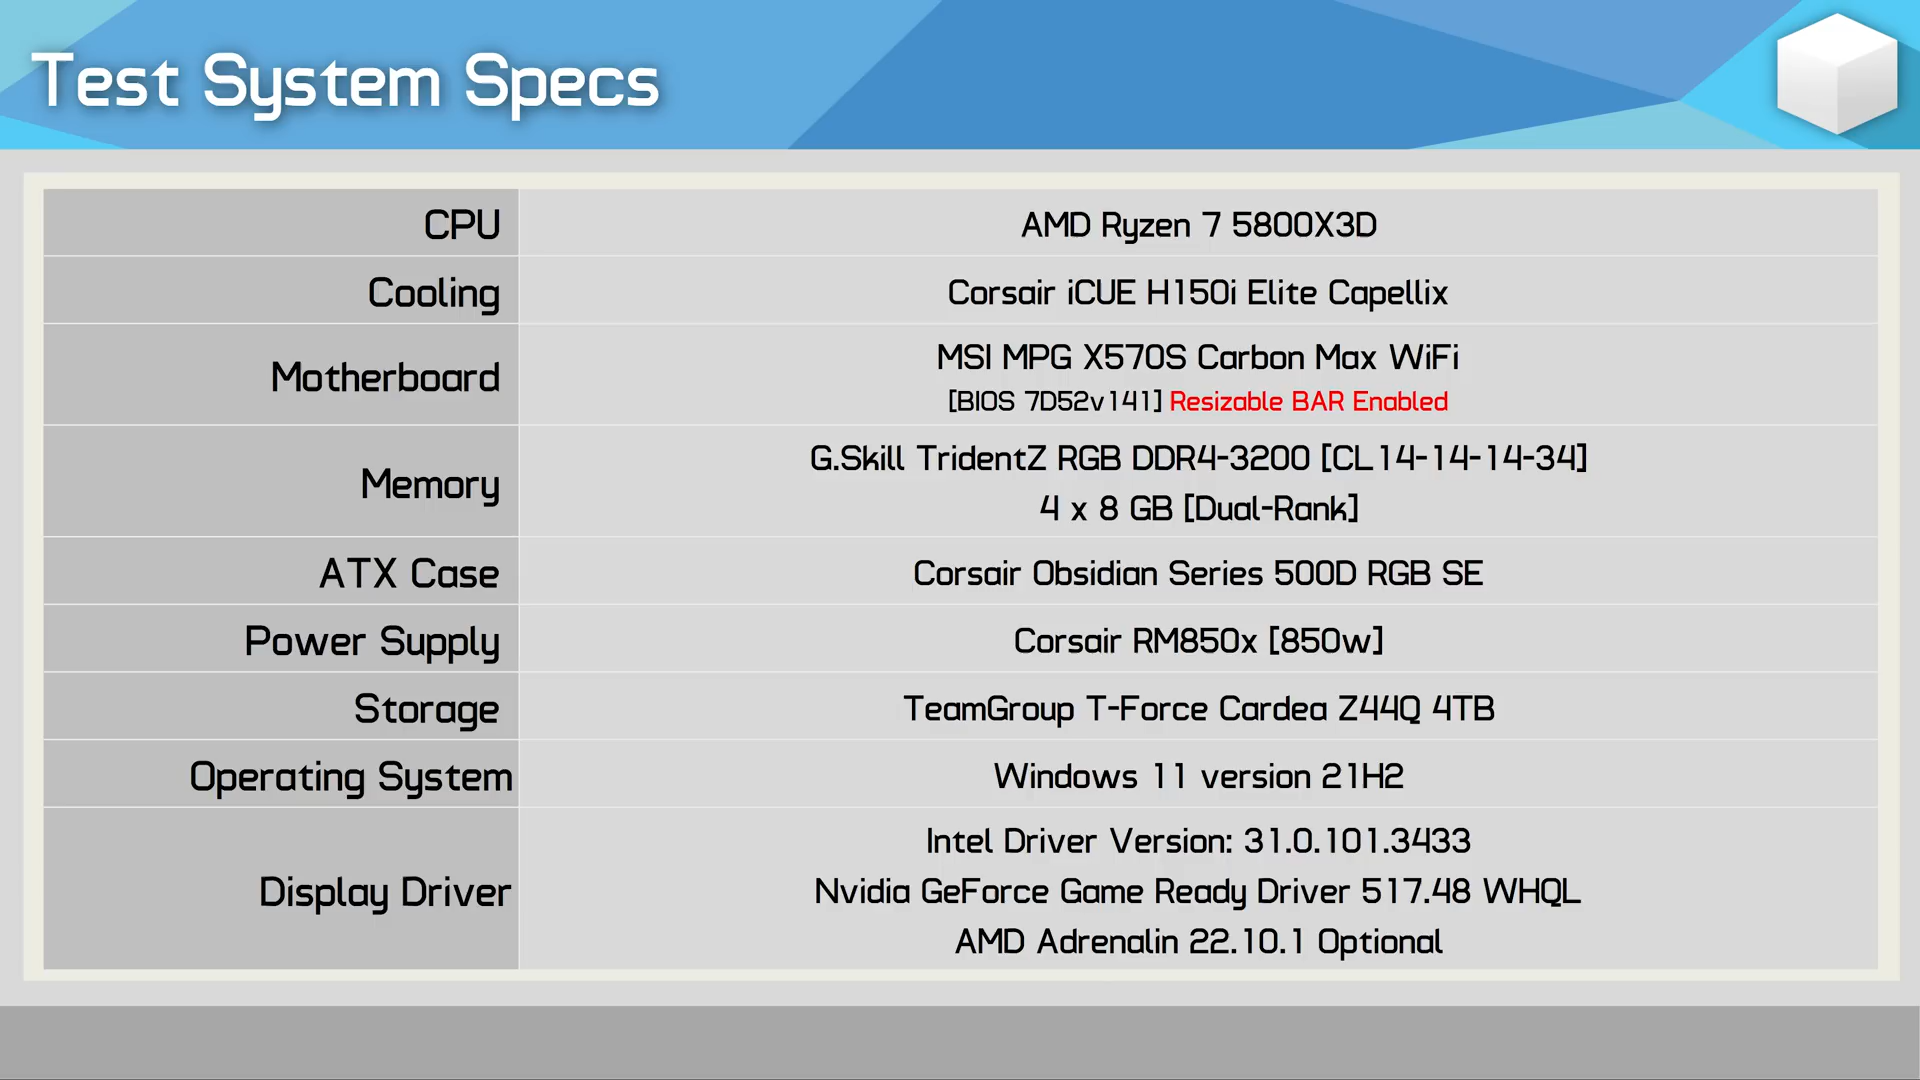 Test System Specs
CPU
AMD Ryzen 7 5800X3D
Cooling
Corsair iCUE H150i Elite Capellix
Motherboard
MSI MPG X570S Carbon Max WiFi
[BIOS 7D52v141] Resizable BAR Enabled
Memory
G.Skill TridentZ RGB DDR4-3200 [CL14-14-14-34]
4 x 8 GB [Dual-Rank]
ATX Case
Corsair Obsidian Series 500D RGB SE
Power Supply
Corsair RM850x [850w]
Storage
TeamGroup T-Force Cardea Z44Q 4TB
Operating System
Windows 11 version 21H2
Display Driver
Intel Driver Version: 31.0.101.3433
Nvidia GeForce Game Ready Driver 517.48 WHQL
AMD Adrenalin 22.10.1 Optional